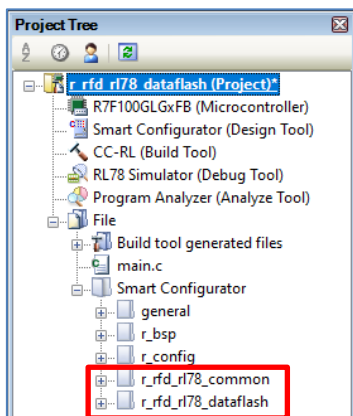 Project Tree
r_rfd_rl78_dataflash (Project)*
R7F100GLGxFB (Microcontroller)
Smart Configurator (Design Tool)
CC-RL (Build Tool)
RL78 Simulator (Debug Tool)
Program Analyzer (Analyze Tool)
File
Build tool generated files
main.c
Smart Configurator
general
r_bsp
r_config
r_rfd_rl78_common
r_rfd_rl78_dataflash